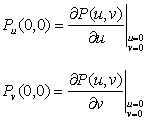 P_u(0,0) = ∂P(u,v)/∂u |_{u=0 v=0}
P_v(0,0) = ∂P(u,v)/∂v |_{u=0 v=0}